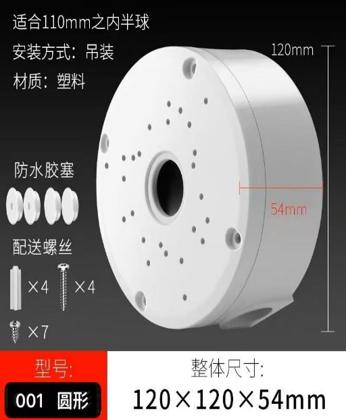 适合110mm之内半球
安装方式：吊装
材质：塑料
120mm
防水胶塞
54mm
配送螺丝
×4
×4
×7
型号:
001 圆形
整体尺寸:
120×120×54mm